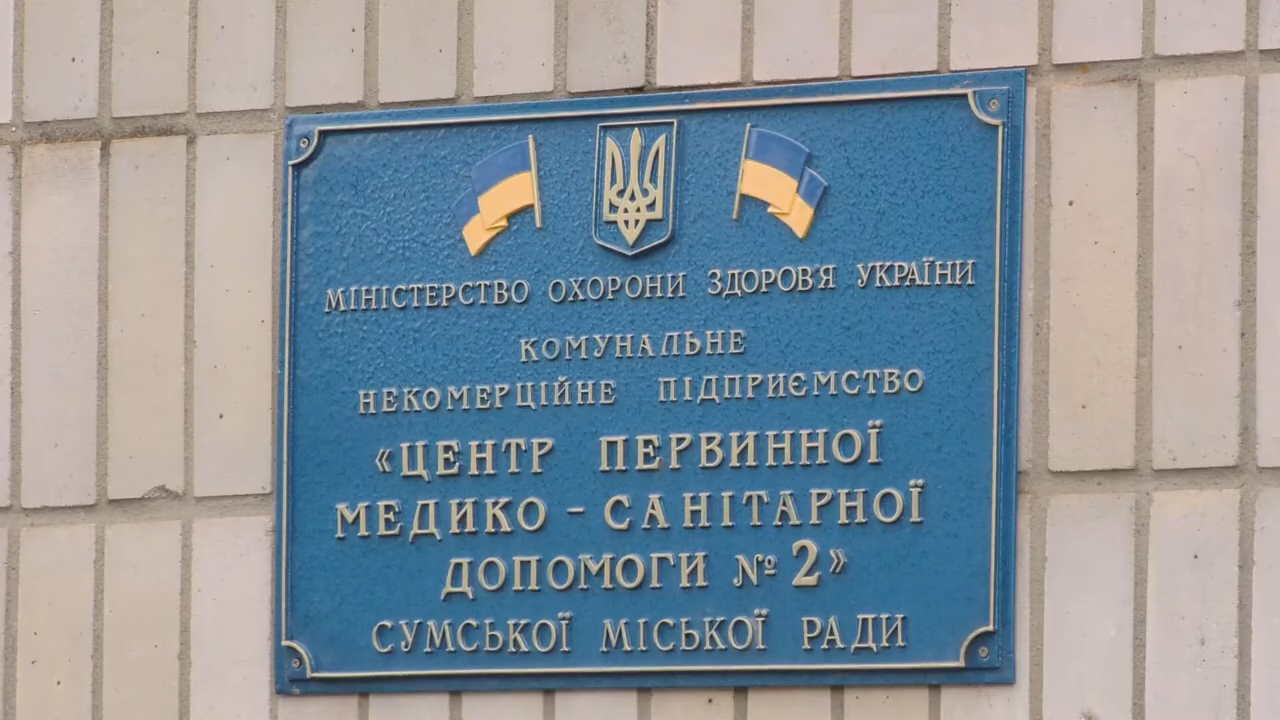 МІНІСТЕРСТВО ОХОРОНИ ЗДОРОВ'Я УКРАЇНИ
КОМУНАЛЬНЕ
НЕКОМЕРЦІЙНЕ ПІДПРИЄМСТВО
«ЦЕНТР ПЕРВИННОЇ
МЕДИКО - САНІТАРНОЇ
ДОПОМОГИ № 2»
СУМСЬКОЇ МІСЬКОЇ РАДИ